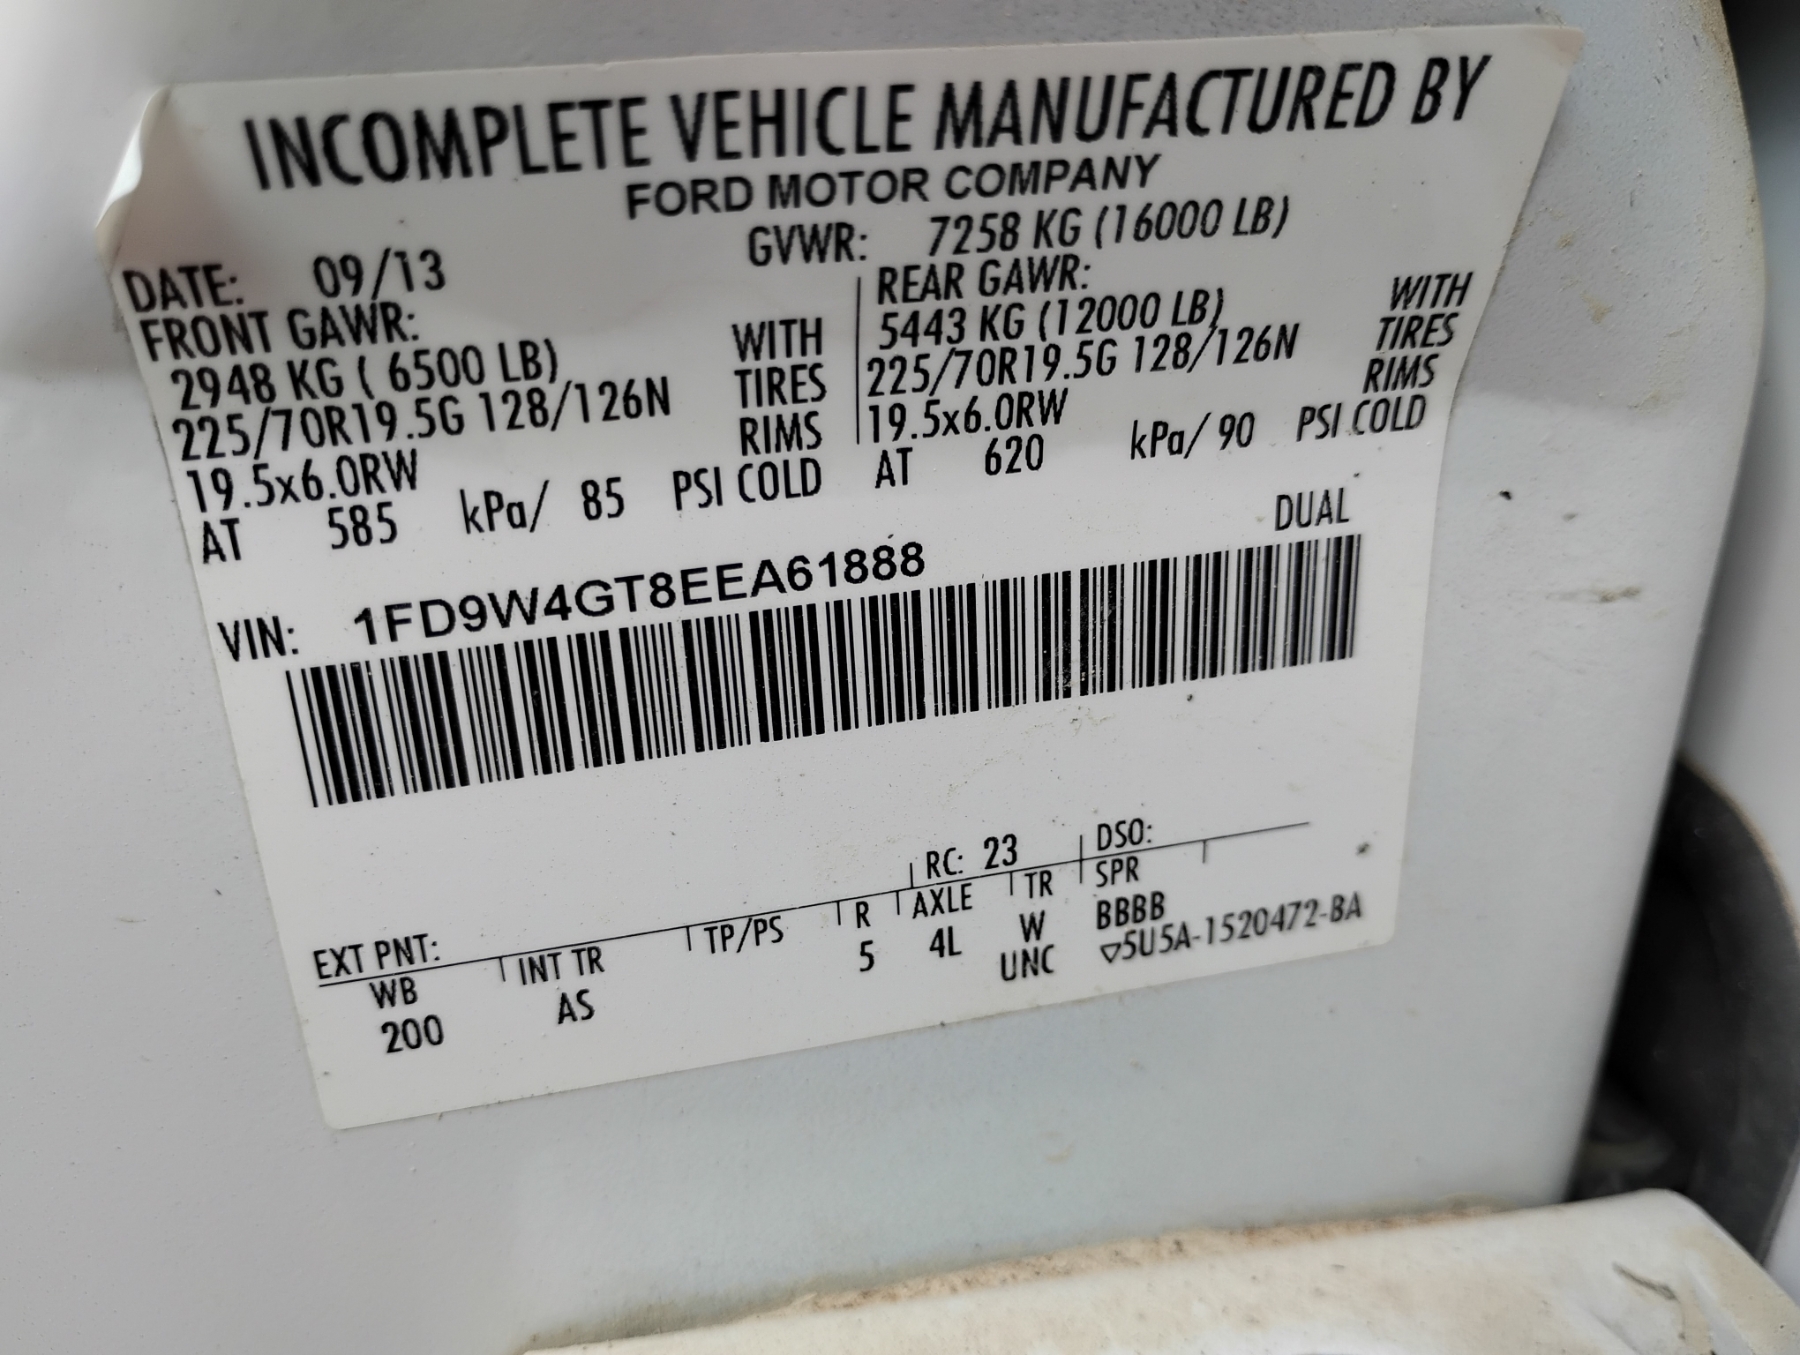 INCOMPLETE VEHICLE MANUFACTURED BY
FORD MOTOR COMPANY
DATE: 09/13 GVWR: 7258 KG (16000 LB)
FRONT GAWR: REAR GAWR:
2948 KG ( 6500 LB) WITH 5443 KG (12000 LB) WITH
225/70R19.5G 128/126N TIRES 225/70R19.5G 128/126N TIRES
19.5x6.0RW RIMS 19.5x6.0RW RIMS
AT 585 kPa/ 85 PSI COLD AT 620 kPa/ 90 PSI COLD
DUAL
VIN: 1FD9W4GT8EEA61888
EXT PNT: RC: 23 DSO:
WB INT TR TP/PS R AXLE TR SPR
200 AS 5 4L W BBBB
UNC ▽5U5A-1520472-BA